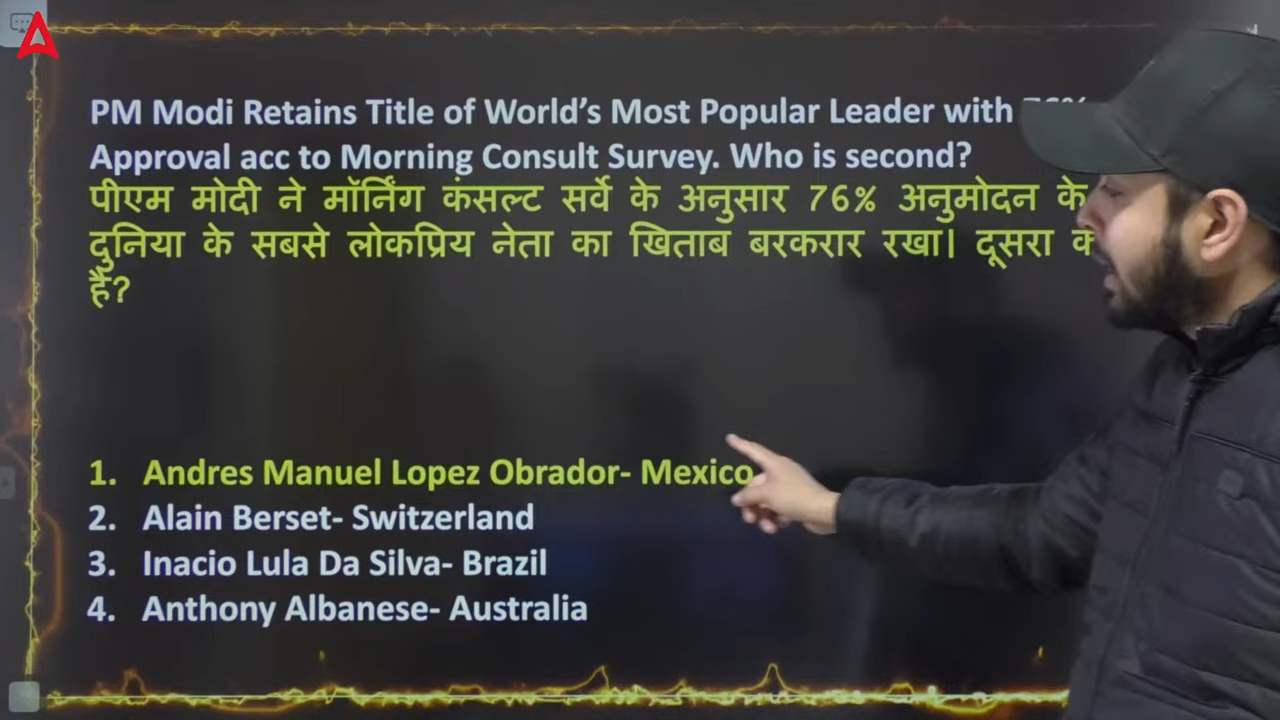 PM Modi Retains Title of World's Most Popular Leader with 76%
Approval acc to Morning Consult Survey. Who is second?
पीएम मोदी ने मॉर्निंग कंसल्ट सर्वे के अनुसार 76% अनुमोदन के
दुनिया के सबसे लोकप्रिय नेता का खिताब बरकरार रखा। दूसरा
है?
1. Andres Manuel Lopez Obrador- Mexico
2. Alain Berset- Switzerland
3. Inacio Lula Da Silva- Brazil
4. Anthony Albanese- Australia